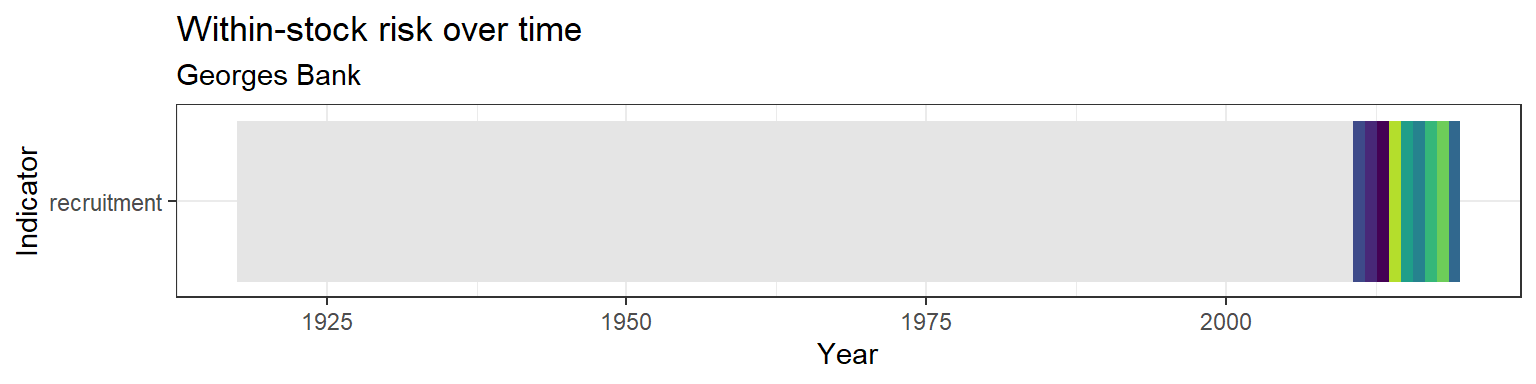 Within-stock risk over time
Georges Bank
Indicator
recruitment
1925 1950 1975 2000
Year